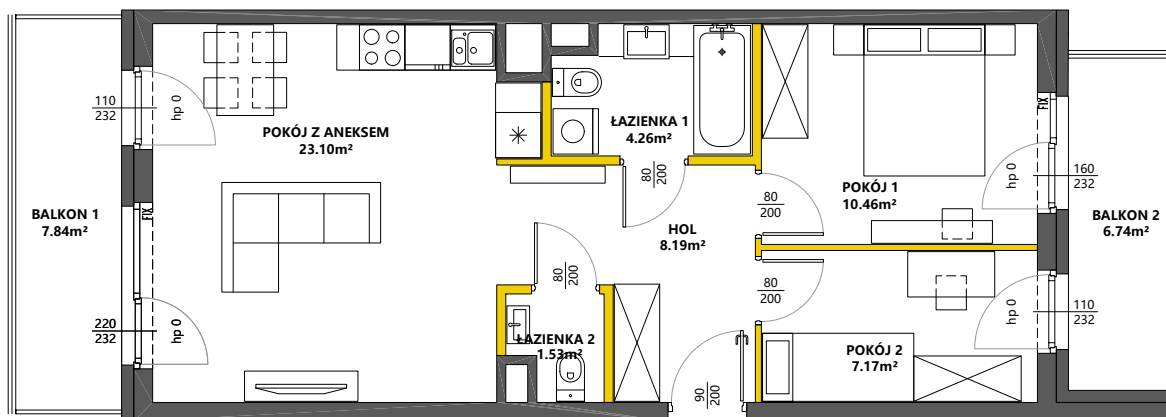 BALKON 1
7.84m²
110
232
hp 0
220
232
hp 0
FIX
POKÓJ Z ANEKSEM
23.10m²
ŁAZIENKA 1
4.26m²
80
200
HOL
8.19m²
80
200
ŁAZIENKA 2
1.53m²
90
200
80
200
80
200
POKÓJ 1
10.46m²
FIX
hp 0
160
232
POKÓJ 2
7.17m²
hp 0
110
232
BALKON 2
6.74m²